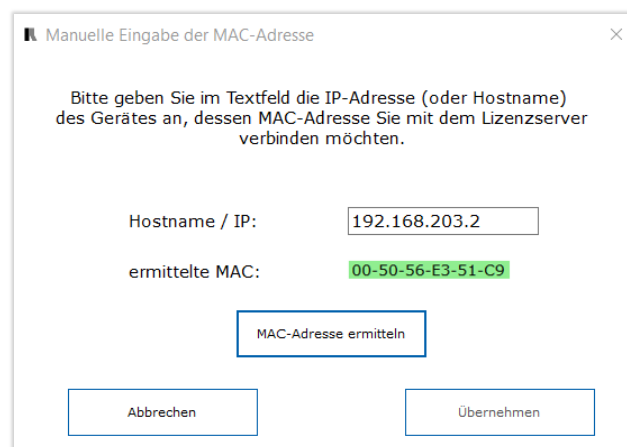 Manuelle Eingabe der MAC-Adresse
Bitte geben Sie im Textfeld die IP-Adresse (oder Hostname)
des Gerätes an, dessen MAC-Adresse Sie mit dem Lizenzserver
verbinden möchten.
Hostname / IP: 192.168.203.2
ermittelte MAC: 00-50-56-E3-51-C9
MAC-Adresse ermitteln
Abbrechen Übernehmen